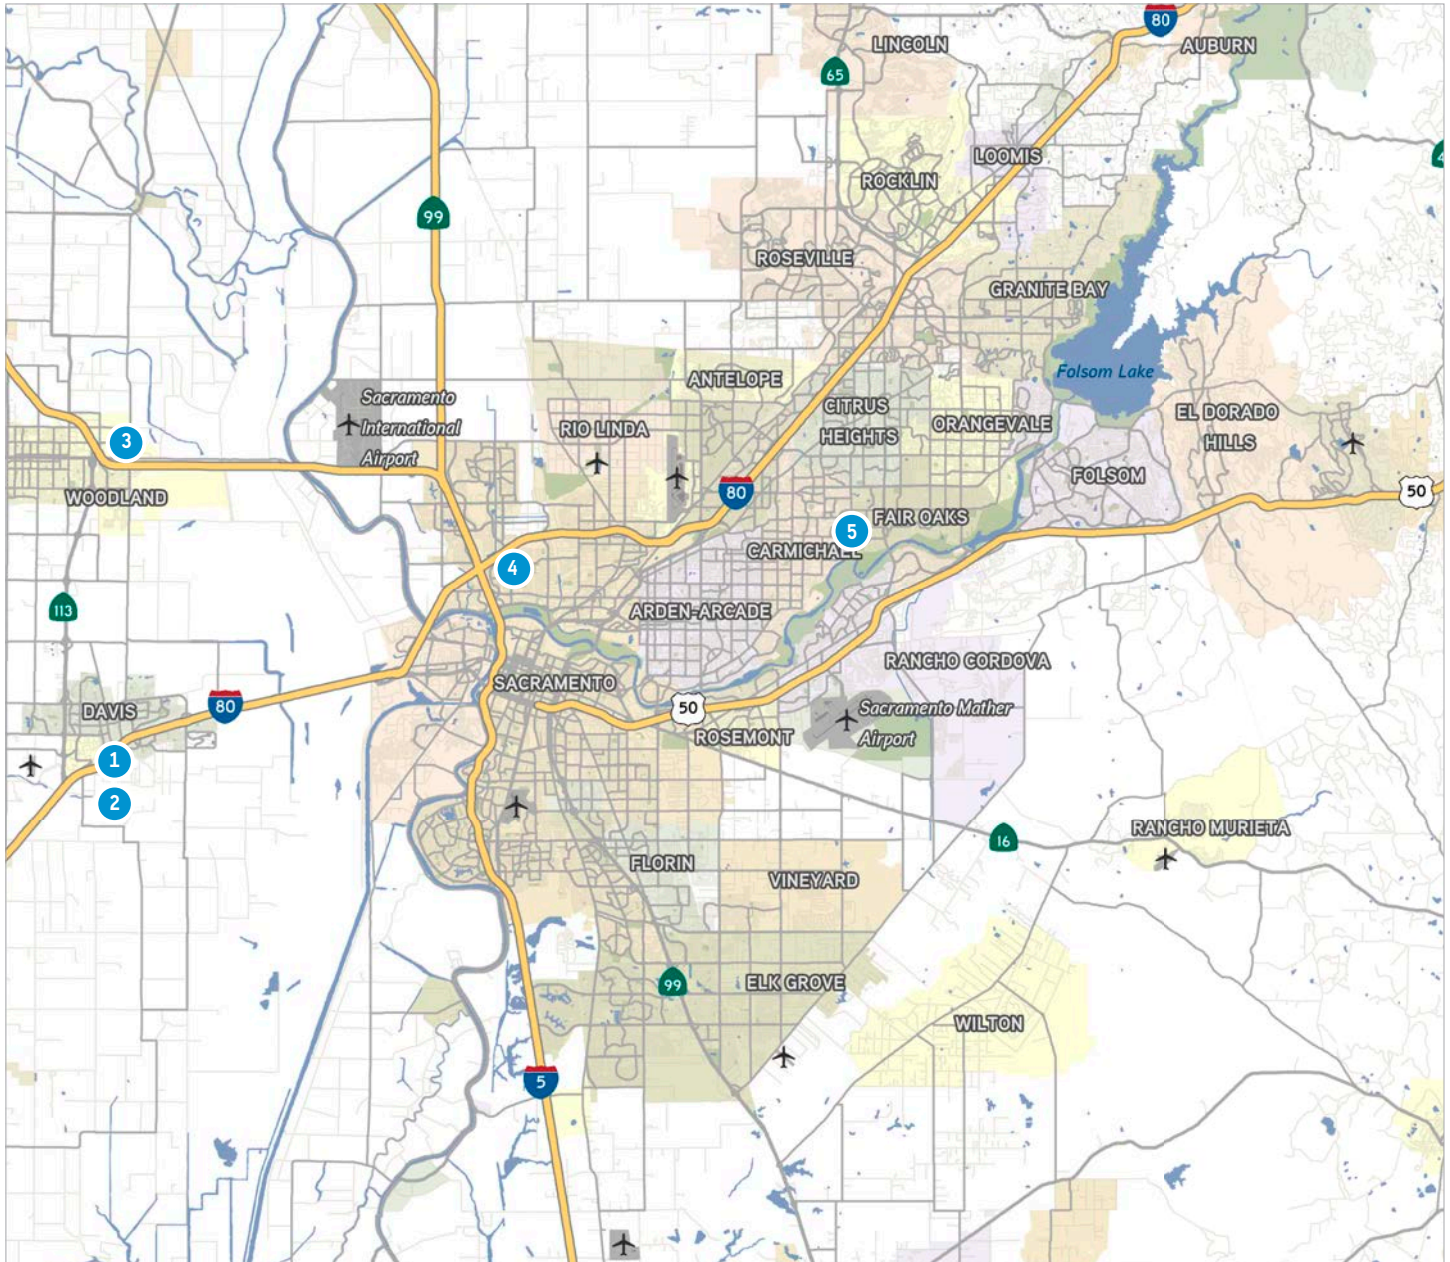 80
LINCOLN
AUBURN
65
4
LOOMIS
ROCKLIN
99
ROSEVILLE
GRANITE BAY
Folsom Lake
ANTELOPE
Sacramento
International
Airport
CITRUS
HEIGHTS
EL DORADO
HILLS
ORANGEVALE
RIO LINDA
3
WOODLAND
FOLSOM
80
50
FAIR OAKS
5
CARMICHAEL
4
113
ARDEN-ARCADE
RANCHO CORDOVA
SACRAMENTO
DAVIS
80
50
Sacramento Mather
Airport
ROSEMONT
1
2
16
RANCHO MURIETA
FLORIN
VINEYARD
99
ELK GROVE
WILTON
5